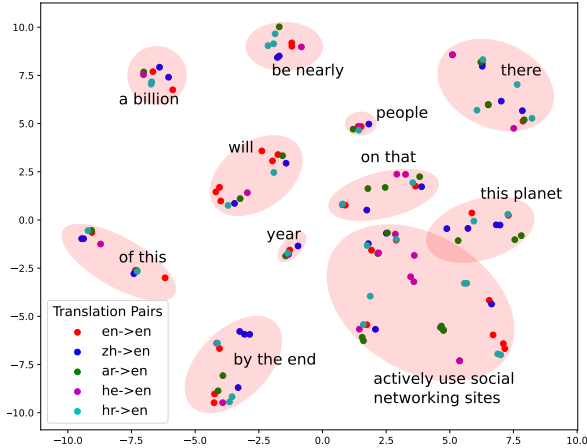 be nearly
there
a billion
people
will
on that
this planet
year
of this
by the end
actively use social
networking sites
Translation Pairs
en->en
zh->en
ar->en
he->en
hr->en
10.0
7.5
5.0
2.5
0.0
−2.5
−5.0
−7.5
−10.0
−10.0 −7.5 −5.0 −2.5 0.0 2.5 5.0 7.5 10.0